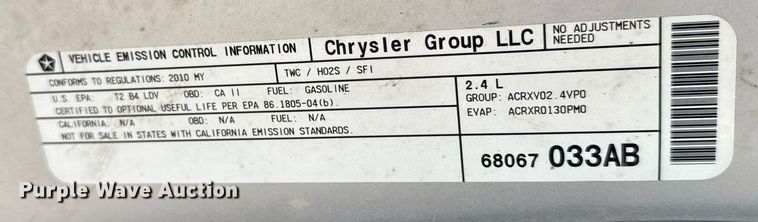 VEHICLE EMISSION CONTROL INFORMATION
Chrysler Group LLC
NO ADJUSTMENTS
NEEDED
CONFORMS TO REGULATIONS: 2010 MY
TWC / HO2S / SFI
U.S. EPA: T2 B4 LDV OBD: CA II FUEL: GASOLINE
CERTIFIED TO OPTIONAL USEFUL LIFE PER EPA 86.1805-04(b).
CALIFORNIA: N/A OBD: N/A FUEL: N/A
NOT FOR SALE IN STATES WITH CALIFORNIA EMISSION STANDARDS.
2.4 L
GROUP: ACRXV02.4VP0
EVAP: ACRXR0130PM0
68067 033AB
Purple Wave Auction